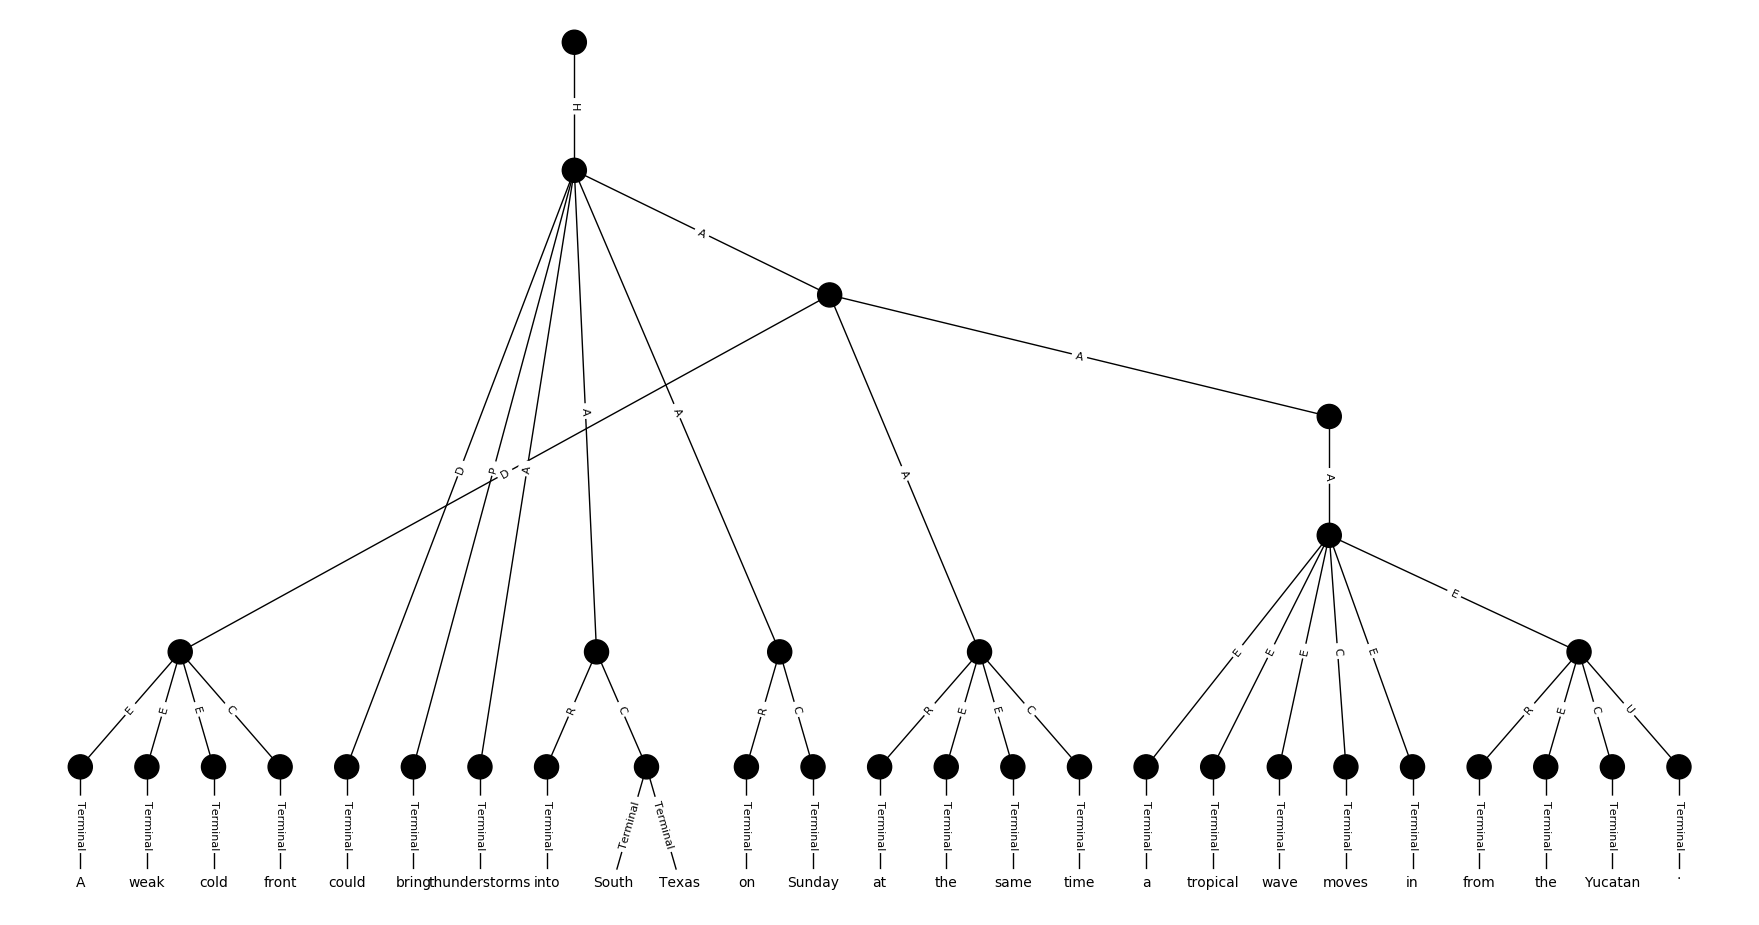 H
A
A
A
A
A
D
P
D
A
A
A
E
E
E
E
C
E
E
E
E
C
R
C
R
C
R
E
E
C
R
E
C
U
Terminal Terminal Terminal Terminal Terminal Terminal Terminal Terminal Terminal Terminal Terminal Terminal Terminal Terminal Terminal Terminal Terminal Terminal Terminal Terminal Terminal Terminal Terminal Terminal Terminal
A weak cold front could bring thunderstorms into South Texas on Sunday at the same time a tropical wave moves in from the Yucatan .